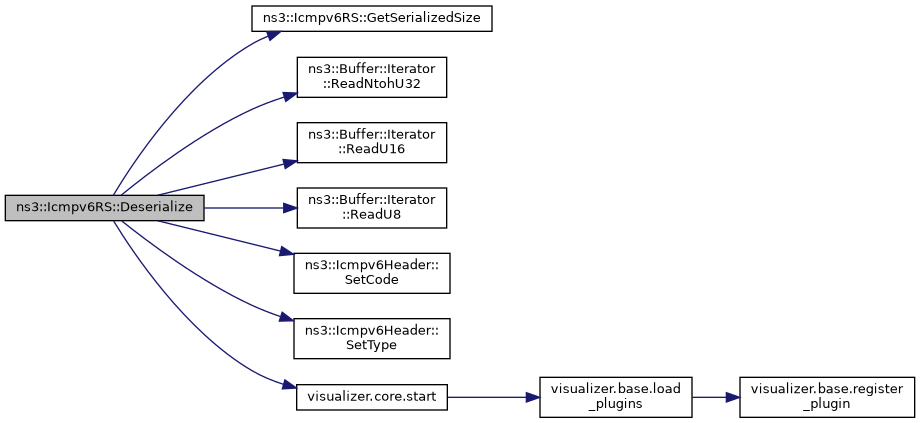 ns3::Icmpv6RS::GetSerializedSize
ns3::Buffer::Iterator
::ReadNtohU32
ns3::Buffer::Iterator
::ReadU16
ns3::Icmpv6RS::Deserialize
ns3::Buffer::Iterator
::ReadU8
ns3::Icmpv6Header::
SetCode
ns3::Icmpv6Header::
SetType
visualizer.core.start
visualizer.base.load
_plugins
visualizer.base.register
_plugin